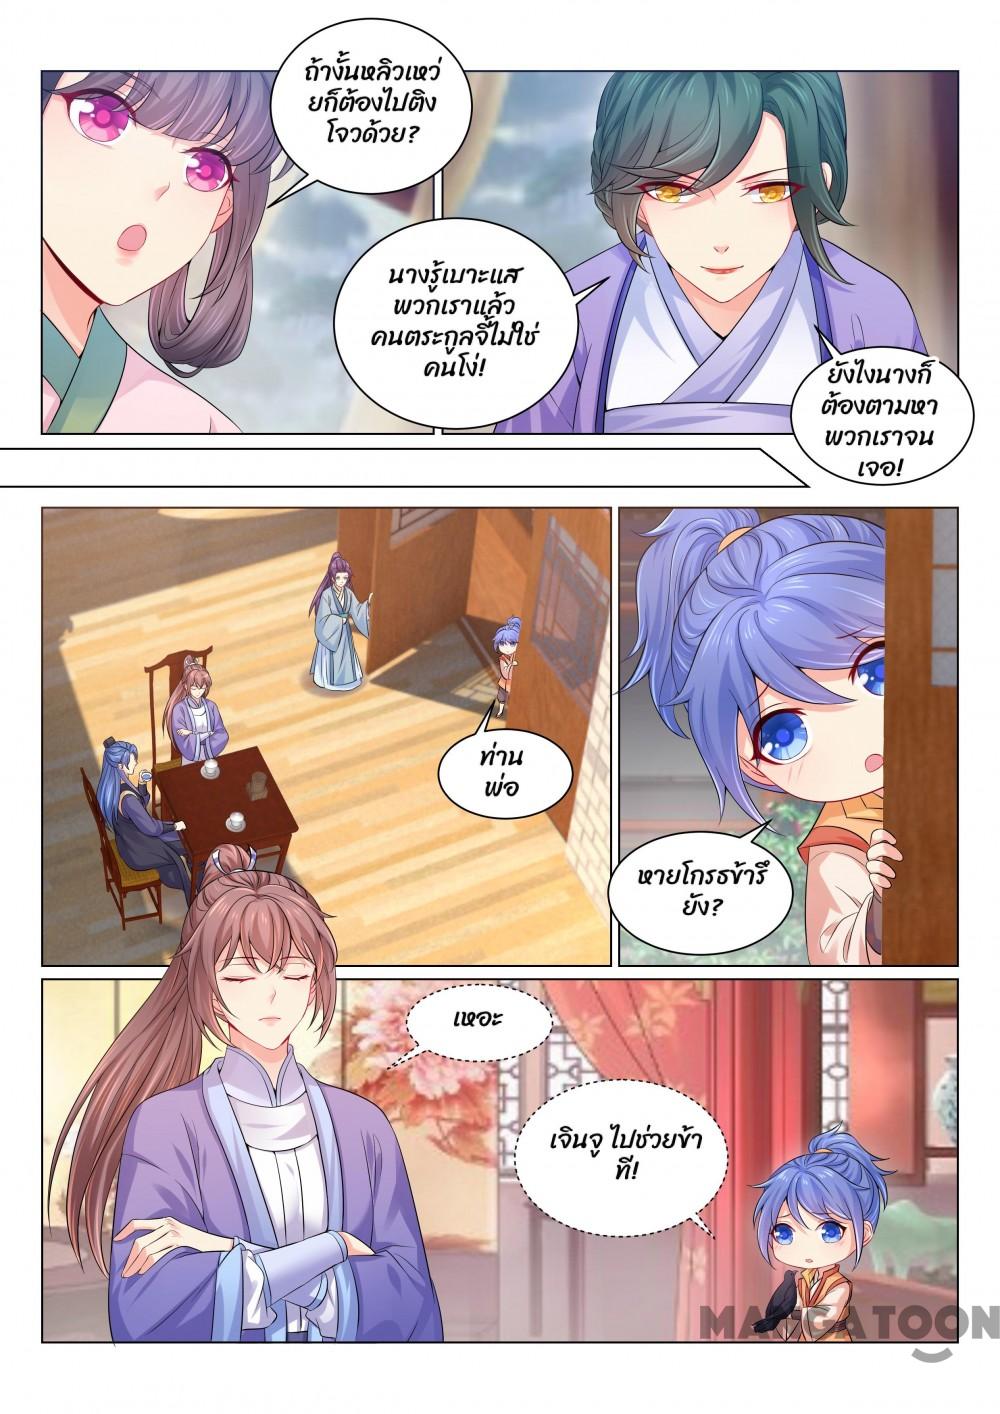 ถ้างั้นหลิวเหว่
ยก็ต้องไปติง
โจวด้วย?
นางรู้เบาะแส
พวกเราแล้ว
คนตระกูลจี้ไม่ใช่
คนโง่!
ยังไงนางก็
ต้องตามหา
พวกเราจน
เจอ!
ท่าน
พ่อ
หายโกรธข้ารึ
ยัง?
เหอะ
เจินจู ไปช่วยข้า
ที!
MANGATOON